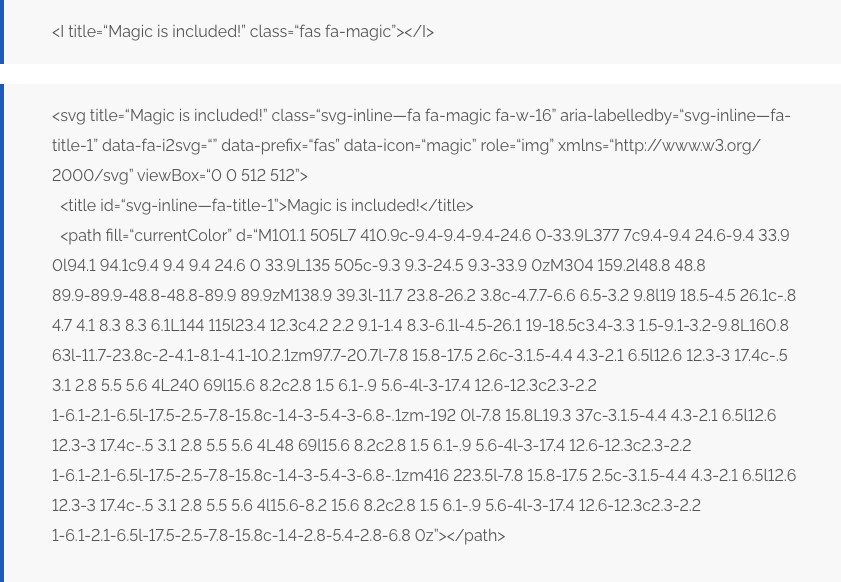 <I title=“Magic is included!” class=“fas fa-magic”></I>
<svg title=“Magic is included!” class=“svg-inline—fa fa-magic fa-w-16” aria-labelledby=“svg-inline—fa-
title-1” data-fa-i2svg=“” data-prefix=“fas” data-icon=“magic” role=“img” xmlns=“http://www.w3.org/
2000/svg” viewBox=“0 0 512 512”>
<title id=“svg-inline—fa-title-1”>Magic is included!</title>
<path fill=“currentColor” d=“M101.1 505L7 410.9c-9.4-9.4-9.4-24.6 0-33.9L377 7c9.4-9.4 24.6-9.4 33.9
0l94.1 94.1c9.4 9.4 9.4 24.6 0 33.9L135 505c-9.3 9.3-24.5 9.3-33.9 0zM304 159.2l48.8 48.8
89.9-89.9-48.8-48.8-89.9 89.9zM138.9 39.3l-11.7 23.8-26.2 3.8c-4.7.7-6.6 6.5-3.2 9.8l19 18.5-4.5 26.1c-.8
4.7 4.1 8.3 8.3 6.1L144 115l23.4 12.3c4.2 2.2 9.1-1.4 8.3-6.1l-4.5-26.1 19-18.5c3.4-3.3 1.5-9.1-3.2-9.8L160.8
63l-11.7-23.8c-2-4.1-8.1-4.1-10.2.1zm97.7-20.7l-7.8 15.8-17.5 2.6c-3.1.5-4.4 4.3-2.1 6.5l12.6 12.3-3 17.4c-.5
3.1 2.8 5.5 5.6 4L240 69l15.6 8.2c2.8 1.5 6.1-.9 5.6-4l-3-17.4 12.6-12.3c2.3-2.2
1-6.1-2.1-6.5l-17.5-2.5-7.8-15.8c-1.4-3-5.4-3-6.8-.1zm-192 0l-7.8 15.8L19.3 37c-3.1.5-4.4 4.3-2.1 6.5l12.6
12.3-3 17.4c-.5 3.1 2.8 5.5 5.6 4L48 69l15.6 8.2c2.8 1.5 6.1-.9 5.6-4l-3-17.4 12.6-12.3c2.3-2.2
1-6.1-2.1-6.5l-17.5-2.5-7.8-15.8c-1.4-3-5.4-3-6.8-.1zm416 223.5l-7.8 15.8-17.5 2.5c-3.1.5-4.4 4.3-2.1 6.5l12.6
12.3-3 17.4c-.5 3.1 2.8 5.5 5.6 4l15.6-8.2 15.6 8.2c2.8 1.5 6.1-.9 5.6-4l-3-17.4 12.6-12.3c2.3-2.2
1-6.1-2.1-6.5l-17.5-2.5-7.8-15.8c-1.4-2.8-5.4-2.8-6.8 0z”></path>